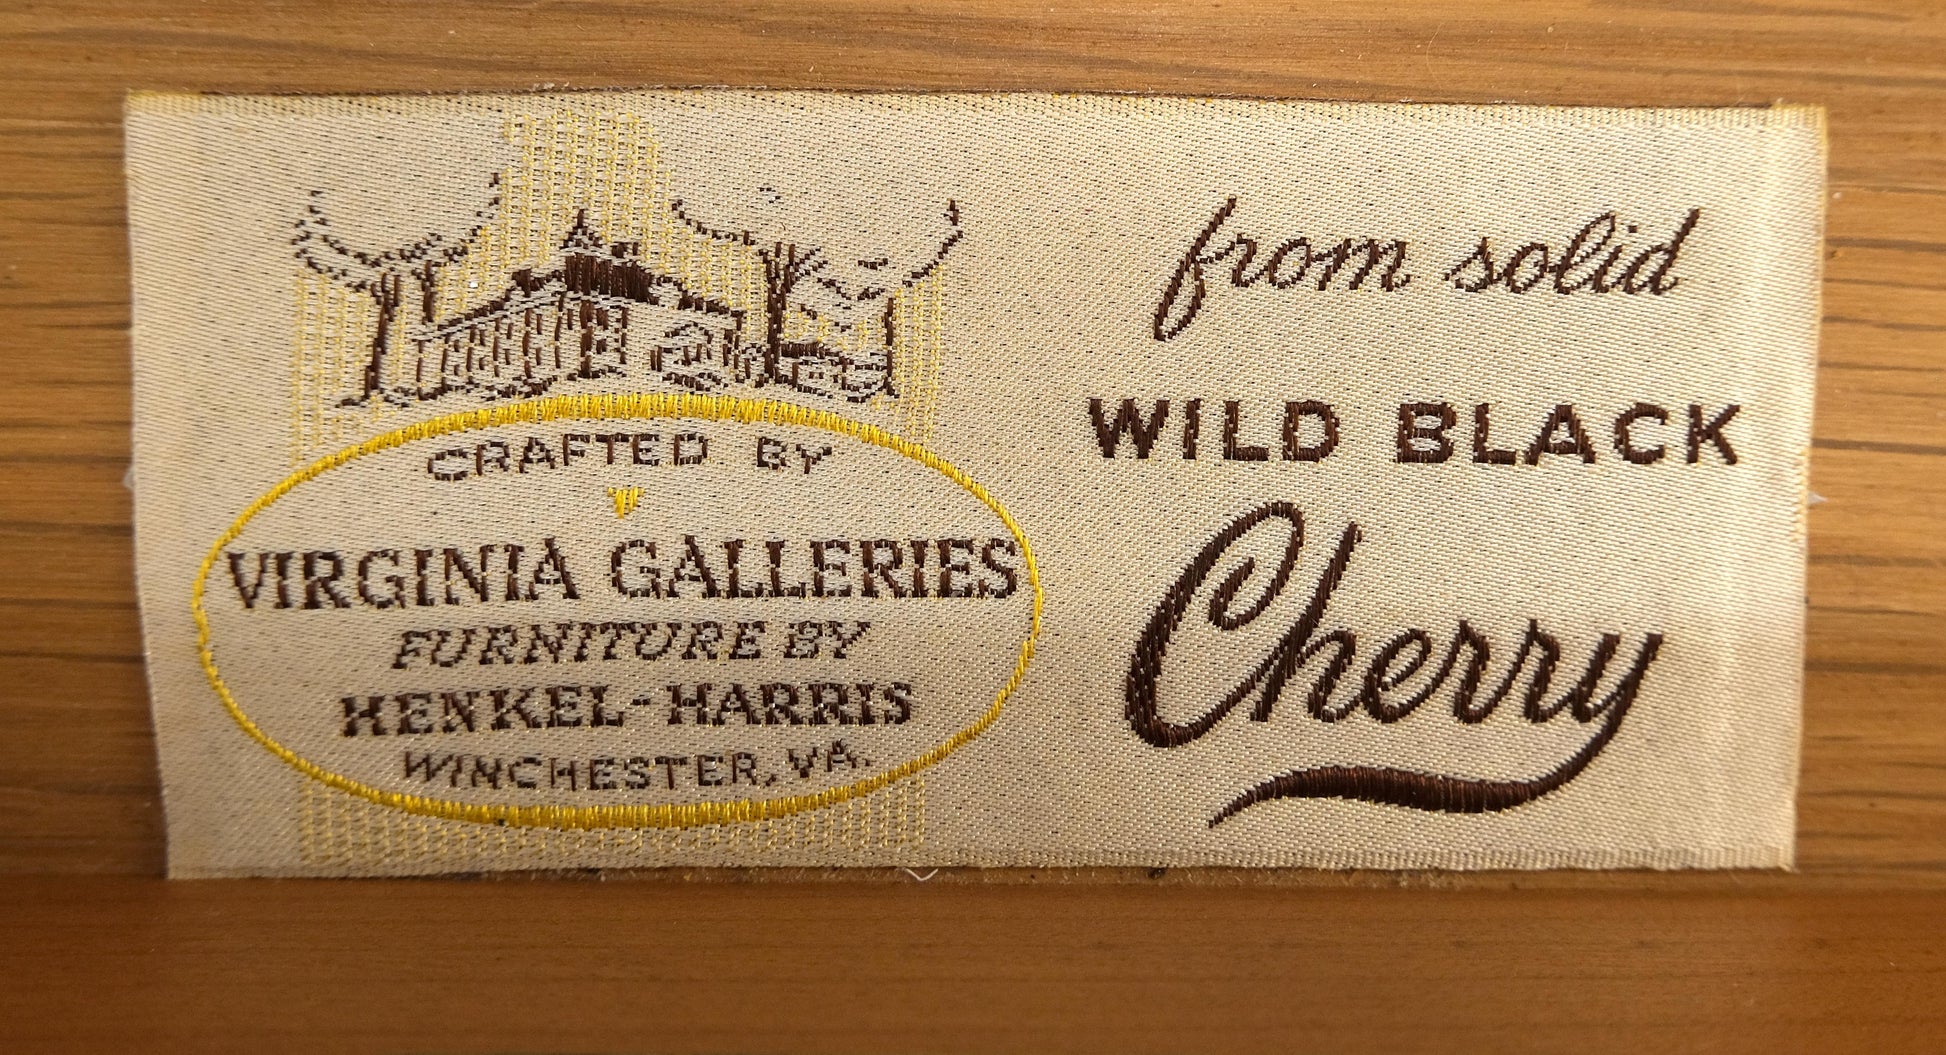 CRAFTED BY
VIRGINIA GALLERIES
FURNITURE BY
HENKEL-HARRIS
WINCHESTER, VA.
from solid
WILD BLACK
Cherry